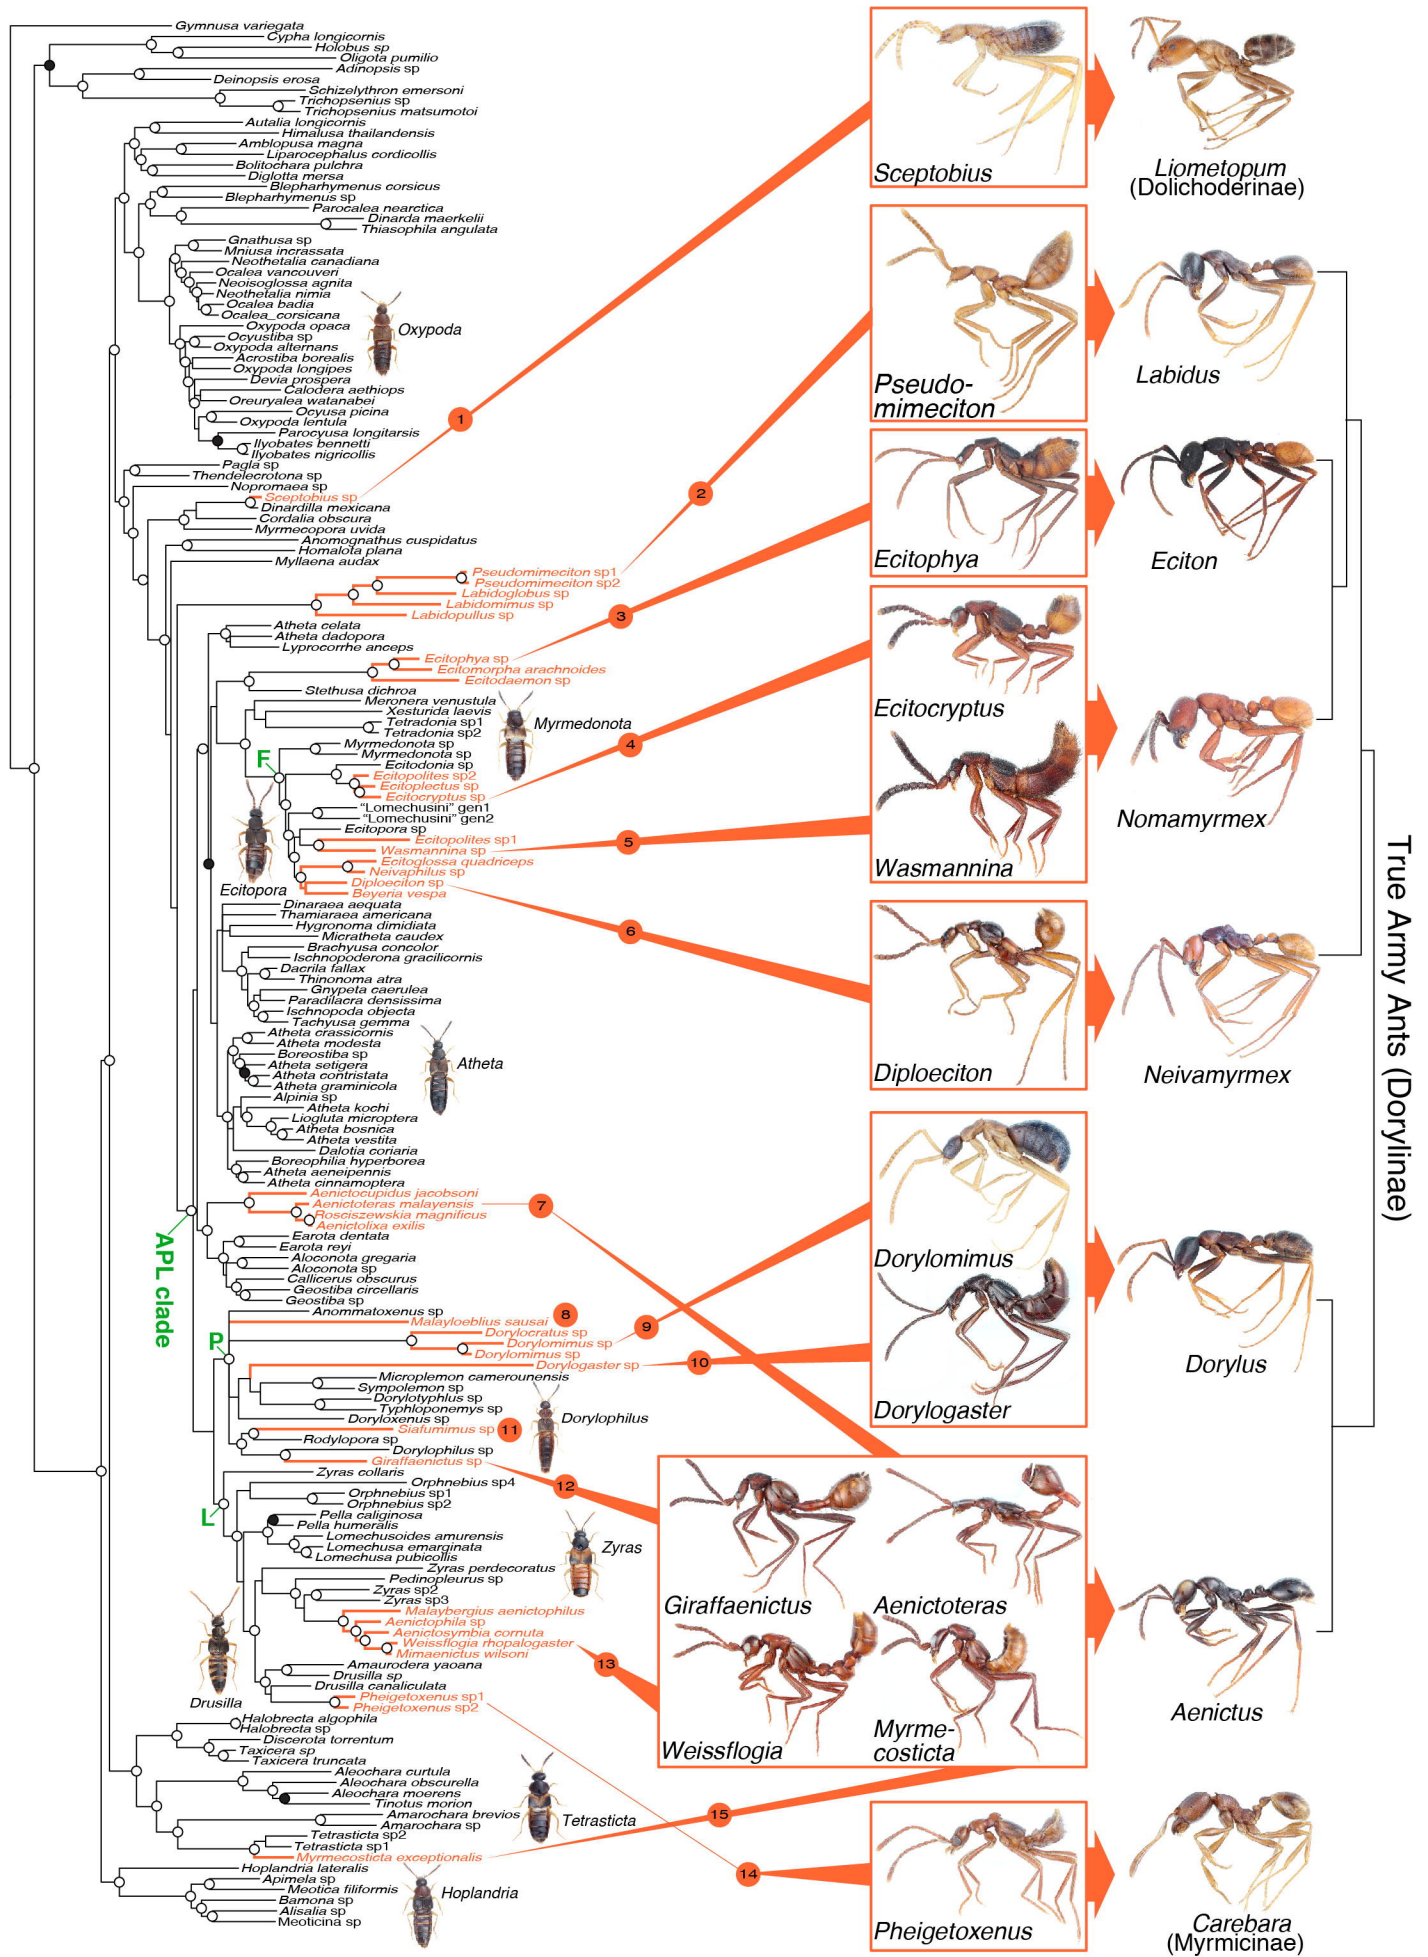 Gymnusa variegata
Cypha longicornis
Holobus sp
Oligota pumilio
Adinopsis sp
Deinopsis erosa
Schizelythron emersoni
Trichopsenius sp
Trichopsenius matsumotoi
Autalia longicornis
Himalusa thailandensis
Amblopusa magna
Liparocephalus cordicollis
Bolitochara pulchra
Diglotta mersa
Blepharhymenus corsicus
Blepharhymenus sp
Parocalea nearctica
Dinarda maerkelii
Thiasophila angulata
Gnathusa sp
Mniusa incrassata
Neothetalia canadiana
Ocalea vancouveri
Neoisoglossa agnita
Neothetalia nimia
Ocalea badia
Ocalea_corsicana
Oxypoda opaca
Ocyustiba sp
Oxypoda alternans
Acrostiba borealis
Oxypoda longipes
Devia prospera
Calodera aethiops
Oreuryalea watanabei
Ocyusa picina
Oxypoda lentula
Parocyusa longitarsis
Ilyobates bennetti
Ilyobates nigricollis
Pagla sp
Thendelecrotona sp
Nopromaea sp
Sceptobius sp
Dinardilla mexicana
Cordalia obscura
Myrmecopora uvida
Anomognathus cuspidatus
Homalota plana
Myllaena audax
Pseudomimeciton sp1
Pseudomimeciton sp2
Labidoglobus sp
Labidomimus sp
Labidopullus sp
Atheta celata
Atheta dadopora
Lyprocorrhe anceps
Ecitophya sp
Ecitomorpha arachnoides
Ecitodaemon sp
Stethusa dichroa
Meronera venustula
Xesturida laevis
Tetradonia sp1
Tetradonia sp2
Myrmedonota sp
Myrmedonota sp
Ecitodonia sp
Ecitopolites sp2
Ecitoplectus sp
Ecitocryptus sp
“Lomechusini” gen1
“Lomechusini” gen2
Ecitopora sp
Ecitopolites sp1
Wasmannina sp
Ecitoglossa quadriceps
Neivaphilus sp
Diploeciton sp
Beyeria vespa
Dinaraea aequata
Thamiaraea americana
Hygronoma dimidiata
Micratheta caudex
Brachyusa concolor
Ischnopoderona gracilicornis
Dacrila fallax
Thinonoma atra
Gnypeta caerulea
Paradilacra densissima
Ischnopoda objecta
Tachyusa gemma
Atheta crassicornis
Atheta modesta
Boreostiba sp
Atheta setigera
Atheta contristata
Atheta graminicola
Alpinia sp
Atheta kochi
Liogluta microptera
Atheta bosnica
Atheta vestita
Dalotia coriaria
Boreophilia hyperborea
Atheta aeneipennis
Atheta cinnamoptera
Aenictocupidus jacobsoni
Aenictoteras malayensis
Rosciszewskia magnificus
Aenictolixa exilis
Earota dentata
Earota reyi
Aloconota gregaria
Aloconota sp
Callicerus obscurus
Geostiba circellaris
Geostiba sp
Anommatoxenus sp
Malayloeblius sausai
Dorylocratus sp
Dorylomimus sp
Dorylomimus sp
Dorylogaster sp
Microplemon camerounensis
Sympolemon sp
Dorylotyphlus sp
Typhloponemys sp
Doryloxenus sp
Siafumimus sp
Rodylopora sp
Dorylophilus sp
Giraffaenictus sp
Zyras collaris
Orphnebius sp4
Orphnebius sp1
Orphnebius sp2
Pella caliginosa
Pella humeralis
Lomechusoides amurensis
Lomechusa emarginata
Lomechusa pubicollis
Zyras perdecoratus
Pedinopleurus sp
Zyras sp2
Zyras sp3
Malaybergius aenictophilus
Aenictophila sp
Aenictosymbia cornuta
Weissflogia rhopalogaster
Mimaenictus wilsoni
Amaurodera yaoana
Drusilla sp
Drusilla canaliculata
Pheigetoxenus sp1
Pheigetoxenus sp2
Halobrecta algophila
Halobrecta sp
Discerota torrentum
Taxicera sp
Taxicera truncata
Aleochara curtula
Aleochara obscurella
Aleochara moerens
Tinotus morion
Amarochara brevios
Amarochara sp
Tetrasticta sp2
Tetrasticta sp1
Myrmecosticta exceptionalis
Hoplandria lateralis
Apimela sp
Meotica filiformis
Bamona sp
Alisalia sp
Meoticina sp
F
APL clade
P
L
Oxypoda
Myrmedonota
Ecitopora
Atheta
Dorylophilus
Zyras
Drusilla
Tetrasticta
Hoplandria
1
2
3
4
5
6
7
8
9
10
11
12
13
15
14
Sceptobius
Pseudo-
mimeciton
Ecitophya
Ecitocryptus
Wasmannina
Diploeciton
Dorylomimus
Dorylogaster
Giraffaenictus
Aenictoteras
Weissflogia
Myrme-
costicta
Pheigetoxenus
Liometopum
(Dolichoderinae)
Labidus
Eciton
Nomamyrmex
Neivamyrmex
Dorylus
Aenictus
Carebara
(Myrmicinae)
True Army Ants (Dorylinae)